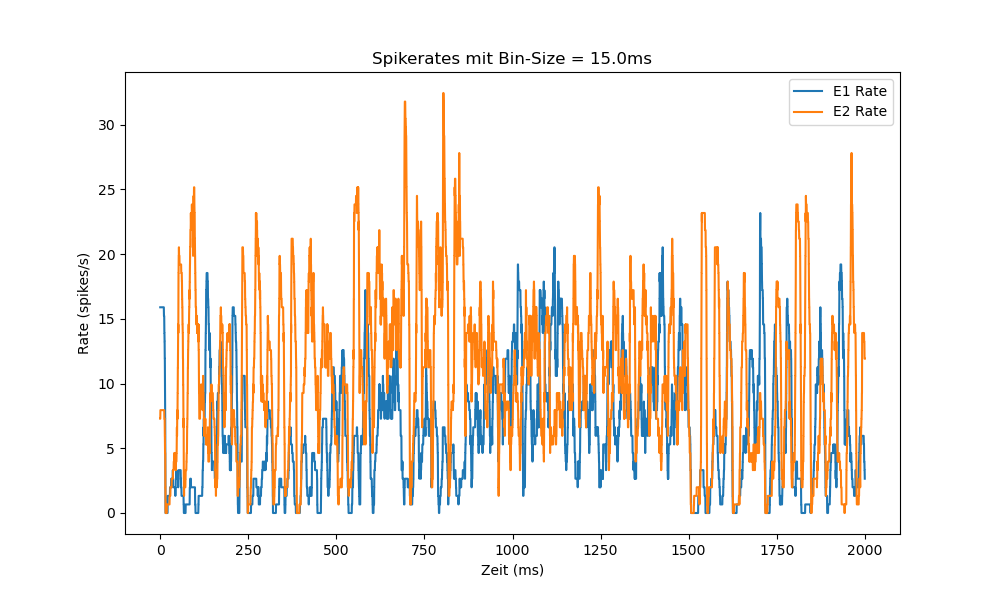 Spikerates mit Bin-Size = 15.0ms
E1 Rate
E2 Rate
Rate (spikes/s)
30
25
20
15
10
5
0
0 250 500 750 1000 1250 1500 1750 2000
Zeit (ms)